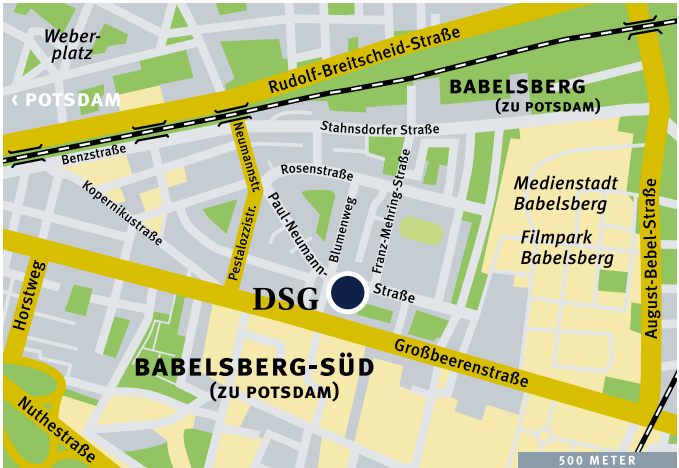 Weber-
platz
Rudolf-Breitscheid-Straße
‹ POTSDAM
BABELSBERG
(ZU POTSDAM)
Stahnsdorfer Straße
Benzstraße
Neumannstr.
Rosenstraße
Kopernikustraße
Paul-Neumann-
Straße
Blumenweg
Franz-Mehring-Straße
Medienstadt
Babelsberg
Filmpark
Babelsberg
August-Bebel-Straße
Pestalozzistr.
Horstweg
DSG
Großbeerenstraße
BABELSBERG-SÜD
(ZU POTSDAM)
Nuthestraße
500 METER